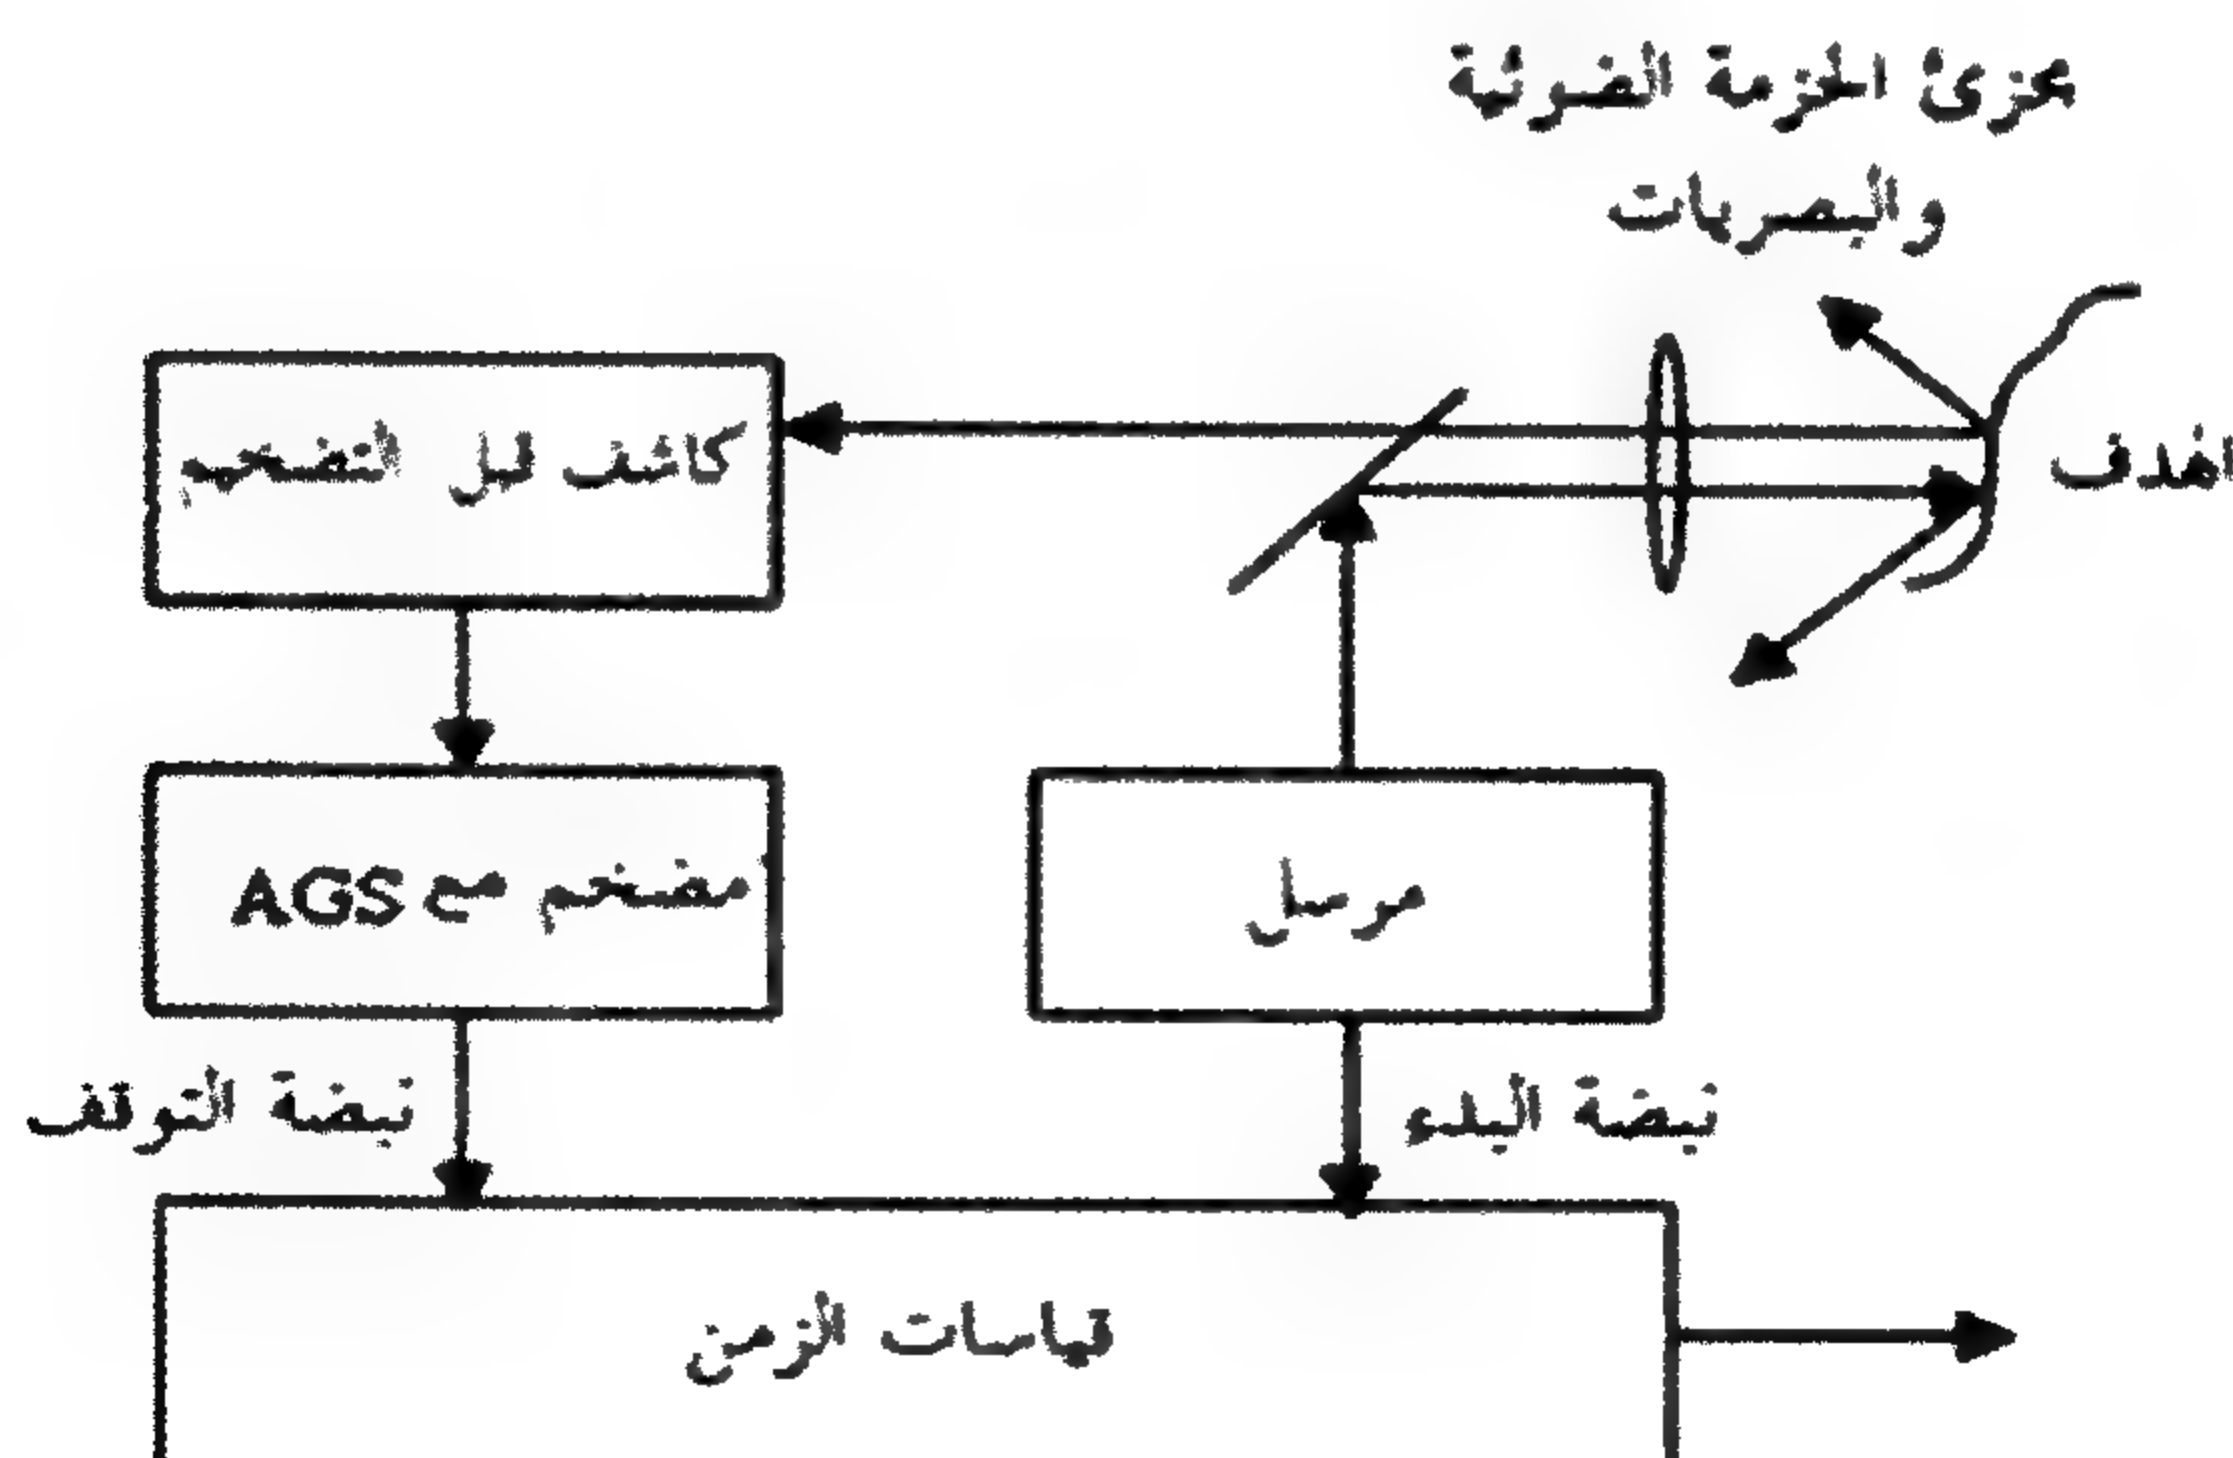 مجزئ الحزمة الضوئية
والبصريات
الهدف
كاشف قبل التضخيم
مضخم مع AGS
مرسل
نبضة البدء
نبضة التوقف
قياسات الزمن